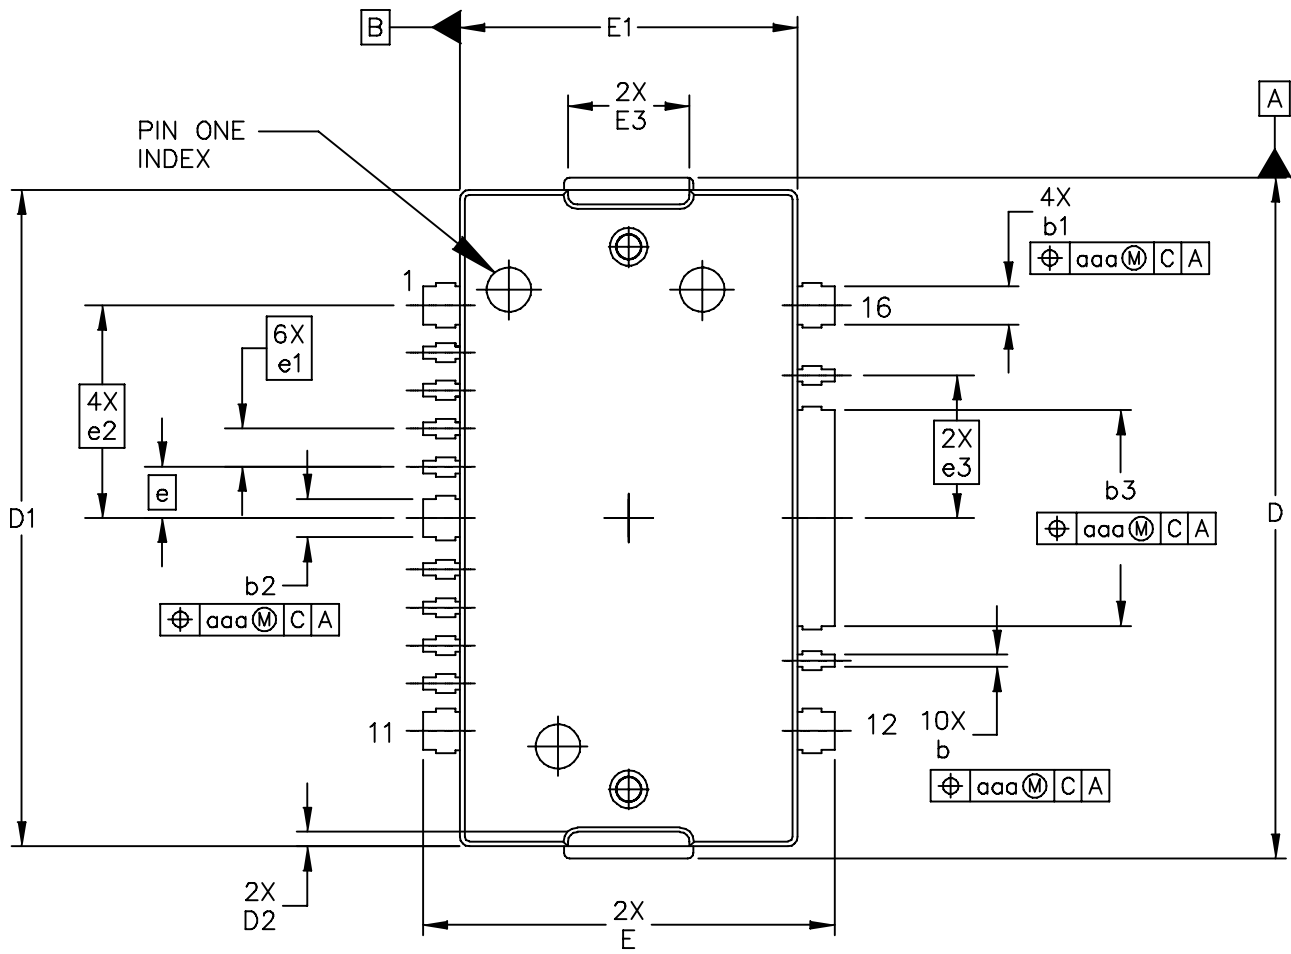 B
E1
2X
E3
A
PIN ONE
INDEX
4X
b1
⌖ aaa Ⓜ C A
1
16
6X
e1
4X
e2
2X
e3
e
b3
⌖ aaa Ⓜ C A
D1
D
b2
⌖ aaa Ⓜ C A
11
12
10X
b
⌖ aaa Ⓜ C A
2X
D2
2X
E